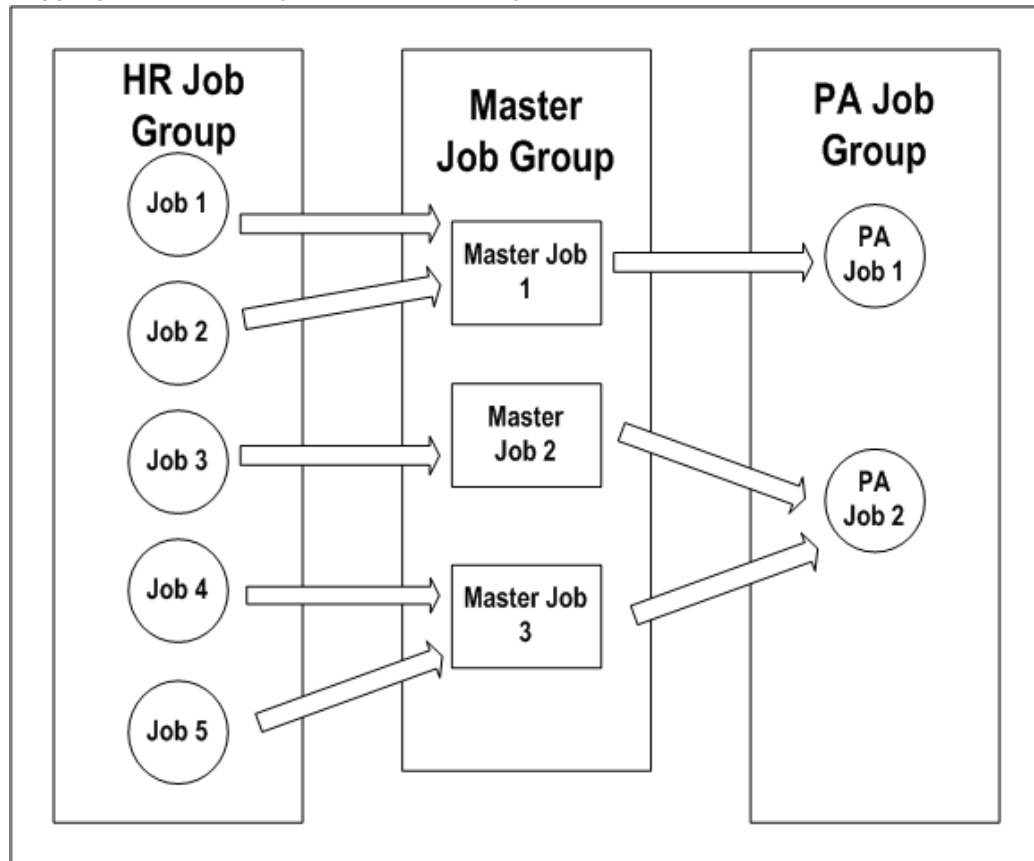 HR Job
Group
Job 1
Job 2
Job 3
Job 4
Job 5
Master
Job Group
Master Job
1
Master
Job 2
Master Job
3
PA Job
Group
PA
Job 1
PA
Job 2